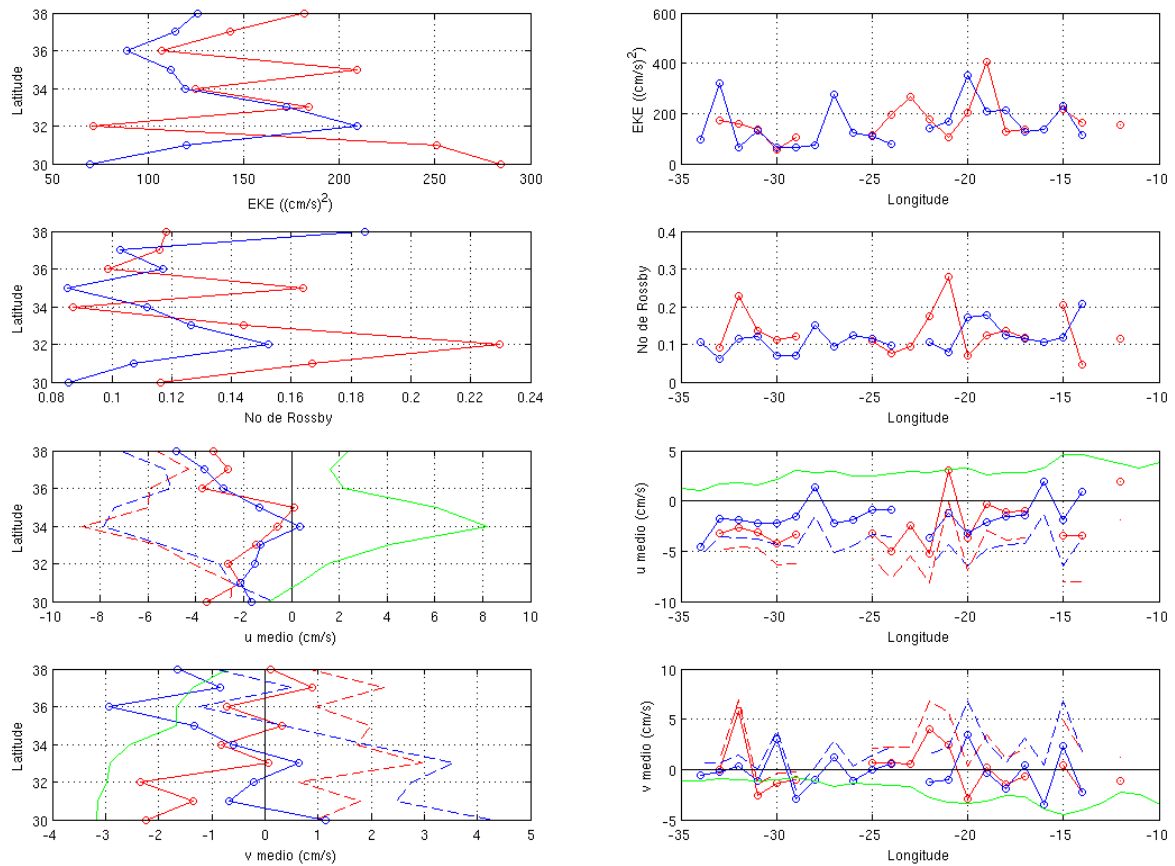 38
36
34
32
30
Latitude
50 100 150 200 250 300
EKE ((cm/s)²)
600
400
200
0
EKE ((cm/s)²)
-35 -30 -25 -20 -15 -10
Longitude
38
36
34
32
30
Latitude
0.08 0.1 0.12 0.14 0.16 0.18 0.2 0.22 0.24
No de Rossby
0.4
0.3
0.2
0.1
0
No de Rossby
-35 -30 -25 -20 -15 -10
Longitude
38
36
34
32
30
Latitude
-10 -8 -6 -4 -2 0 2 4 6 8 10
u medio (cm/s)
5
0
-5
-10
u medio (cm/s)
-35 -30 -25 -20 -15 -10
Longitude
38
36
33
32
30
Latitude
-4 -3 -2 -1 0 1 2 3 4 5
v medio (cm/s)
10
5
0
-5
v medio (cm/s)
-35 -30 -25 -20 -15 -10
Longitude